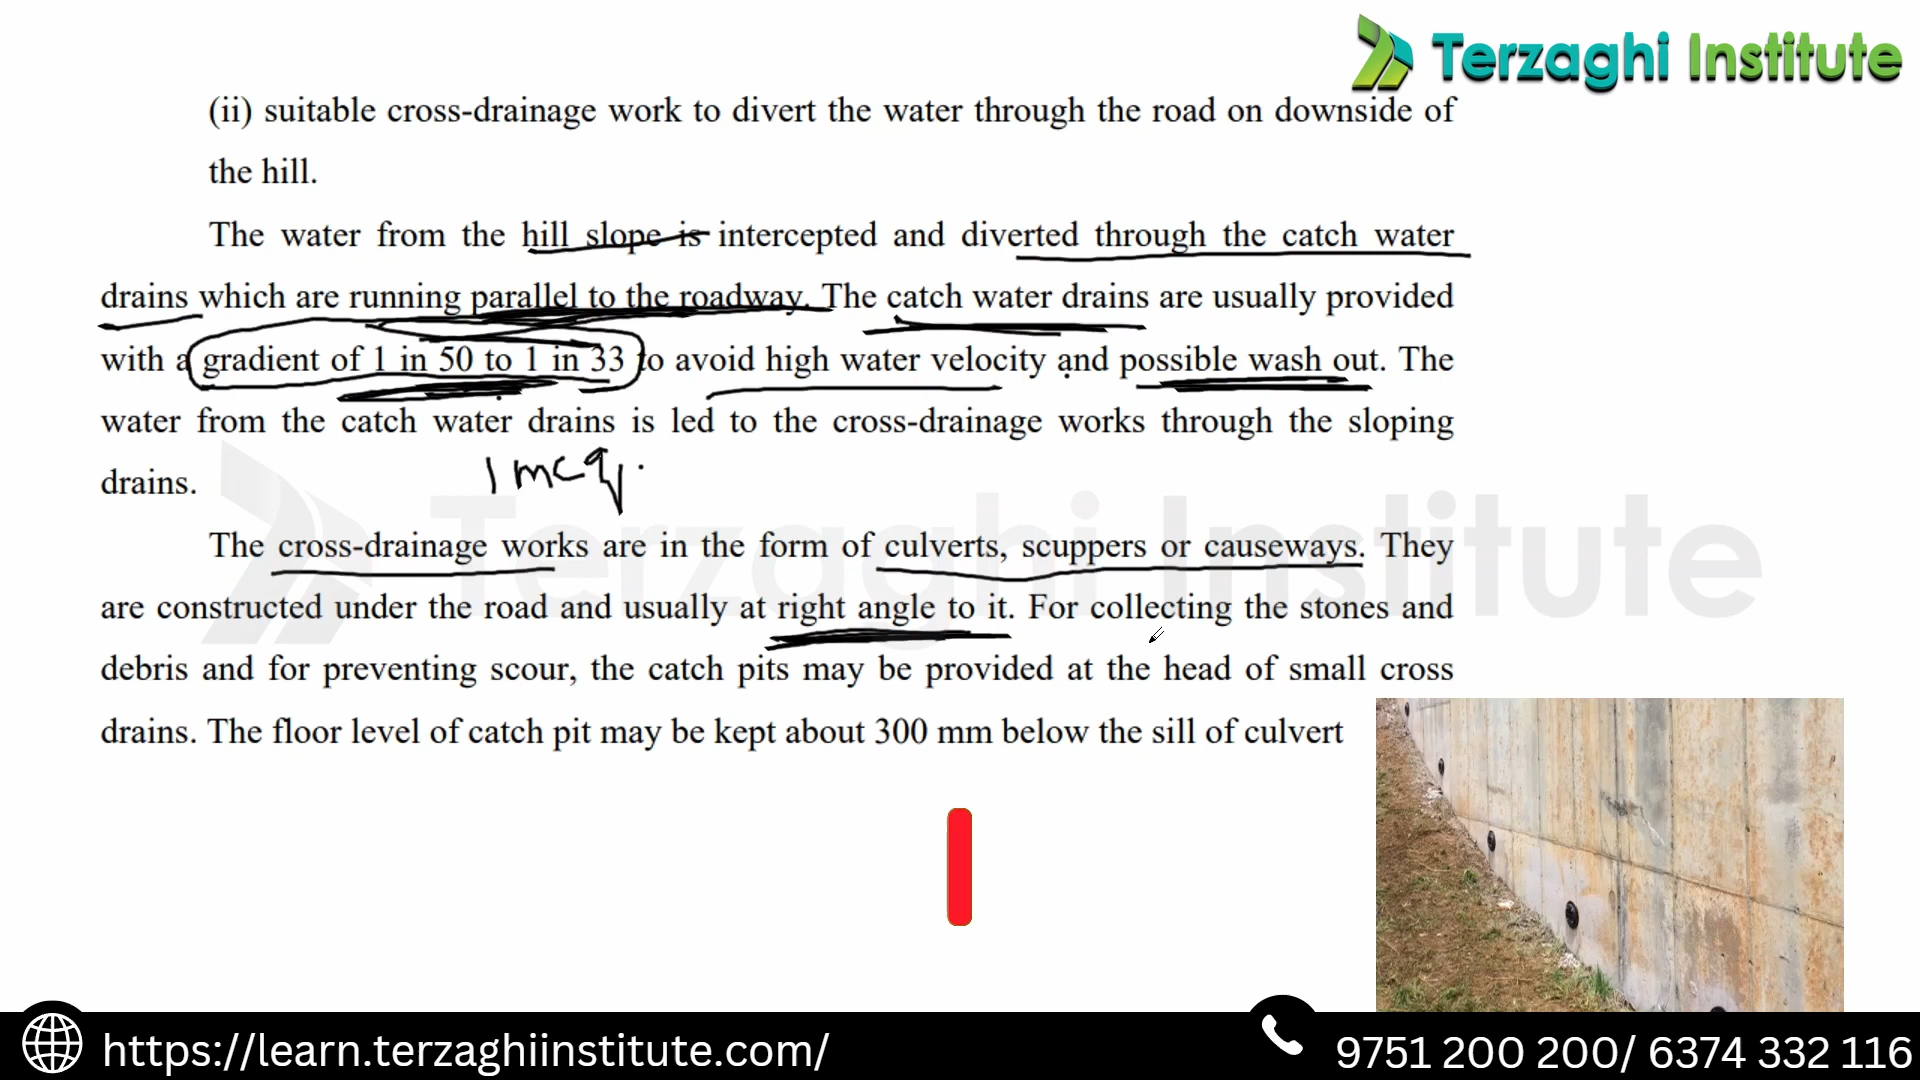 Terzaghi Institute
(ii) suitable cross-drainage work to divert the water through the road on downside of
the hill.
The water from the hill slope is intercepted and diverted through the catch water
drains which are running parallel to the roadway. The catch water drains are usually provided
with a gradient of 1 in 50 to 1 in 33 to avoid high water velocity and possible wash out. The
water from the catch water drains is led to the cross-drainage works through the sloping
drains.
1 mcq.
Terzaghi Institute
The cross-drainage works are in the form of culverts, scuppers or causeways. They
are constructed under the road and usually at right angle to it. For collecting the stones and
debris and for preventing scour, the catch pits may be provided at the head of small cross
drains. The floor level of catch pit may be kept about 300 mm below the sill of culvert
https://learn.terzaghiinstitute.com/
9751 200 200/ 6374 332 116